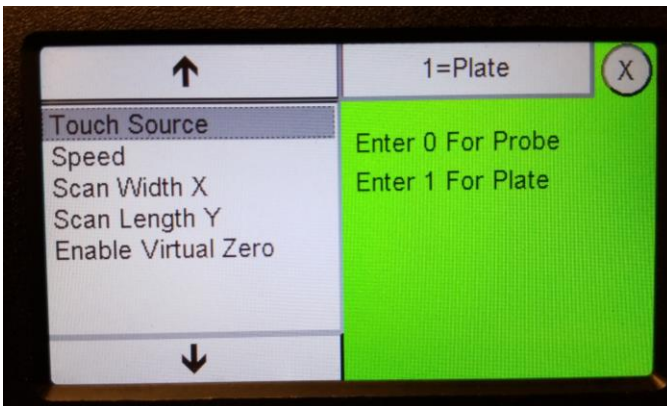 ↑
1=Plate
X
Touch Source
Speed
Scan Width X
Scan Length Y
Enable Virtual Zero
Enter 0 For Probe
Enter 1 For Plate
↓